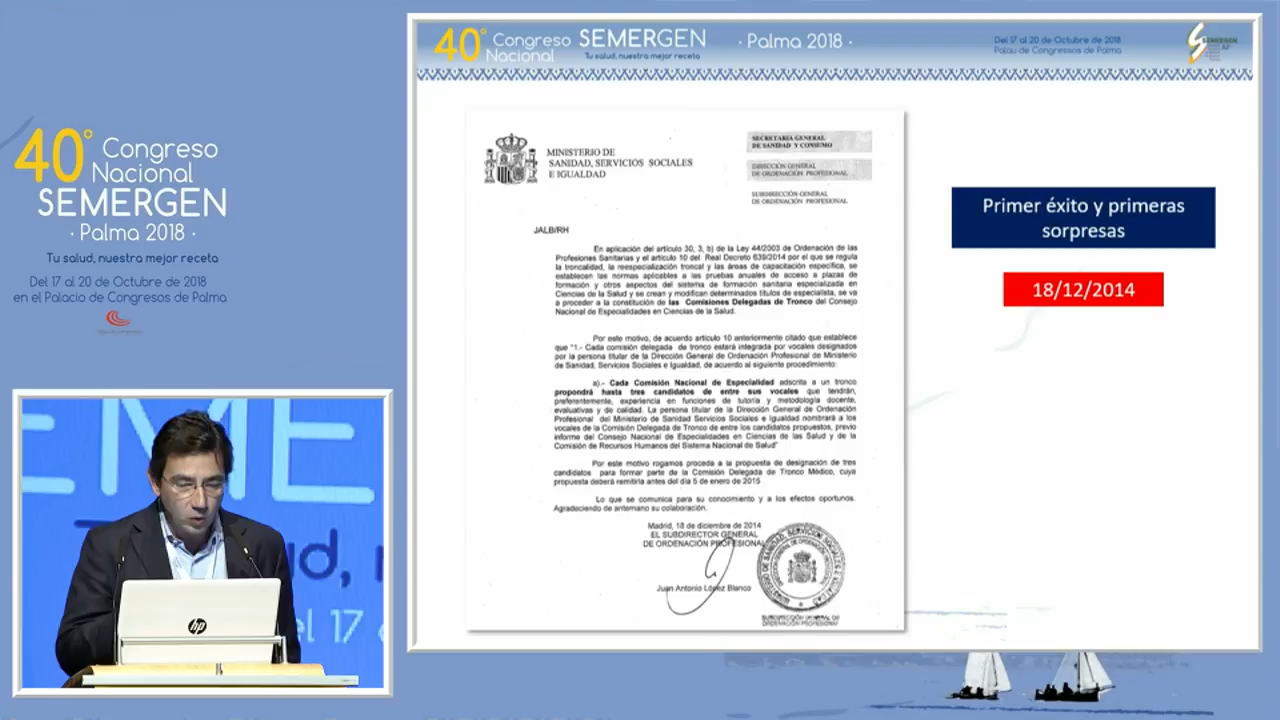 40° Congreso
Nacional
SEMERGEN
· Palma 2018 ·
Tu salud, nuestra mejor receta
Del 17 al 20 de Octubre de 2018
en el Palacio de Congresos de Palma
EME
ud,
el 17
hp
40° Congreso SEMERGEN · Palma 2018 ·
Nacional Tu salud, nuestra mejor receta
Del 17 al 20 de Octubre de 2018
Palau de Congressos de Palma
SEMERGEN
MINISTERIO DE
SANIDAD, SERVICIOS SOCIALES
E IGUALDAD
SECRETARIA GENERAL
DE SANIDAD Y CONSUMO
DIRECCIÓN GENERAL
DE ORDENACIÓN PROFESIONAL
SUBDIRECCIÓN GENERAL
DE ORDENACIÓN PROFESIONAL
JALB/RH
En aplicación del artículo 30, 3, b) de la Ley 44/2003 de Ordenación de las
Profesiones Sanitarias y el artículo 10 del Real Decreto 639/2014 por el que se regula
la troncalidad, la reespecialización troncal y las áreas de capacitación específica, se
establecen las normas aplicables a las pruebas anuales de acceso a plazas de
formación y otros aspectos del sistema de formación sanitaria especializada en
Ciencias de la Salud y se crean y modifican determinados títulos de especialista, se va
a proceder a la constitución de las Comisiones Delegadas de Tronco del Consejo
Nacional de Especialidades en Ciencias de la Salud.
Por este motivo, de acuerdo artículo 10 anteriormente citado que establece
que "1.- Cada comisión delegada de tronco estará integrada por vocales designados
por la persona titular de la Dirección General de Ordenación Profesional de Ministerio
de Sanidad, Servicios Sociales e Igualdad, de acuerdo al siguiente procedimiento:
a).- Cada Comisión Nacional de Especialidad adscrita a un tronco
propondrá hasta tres candidatos de entre sus vocales que tendrán,
preferentemente, experiencia en funciones de tutoría y metodología docente,
evaluativas y de calidad. La persona titular de la Dirección General de Ordenación
Profesional del Ministerio de Sanidad Servicios Sociales e Igualdad nombrará a los
vocales de la Comisión Delegada de Tronco de entre los candidatos propuestos, previo
informe del Consejo Nacional de Especialidades en Ciencias de las Salud y de la
Comisión de Recursos Humanos del Sistema Nacional de Salud"
Por este motivo rogamos proceda a la propuesta de designación de tres
candidatos para formar parte de la Comisión Delegada de Tronco Médico, cuya
propuesta deberá remitirla antes del día 5 de enero de 2015
Lo que se comunica para su conocimiento y a los efectos oportunos.
Agradeciendo de antemano su colaboración.
Madrid, 18 de diciembre de 2014
EL SUBDIRECTOR GENERAL
DE ORDENACIÓN PROFESIONAL
Juan Antonio López Blanco
SUBDIRECCIÓN GENERAL DE
ORDENACIÓN PROFESIONAL
Primer éxito y primeras
sorpresas
18/12/2014